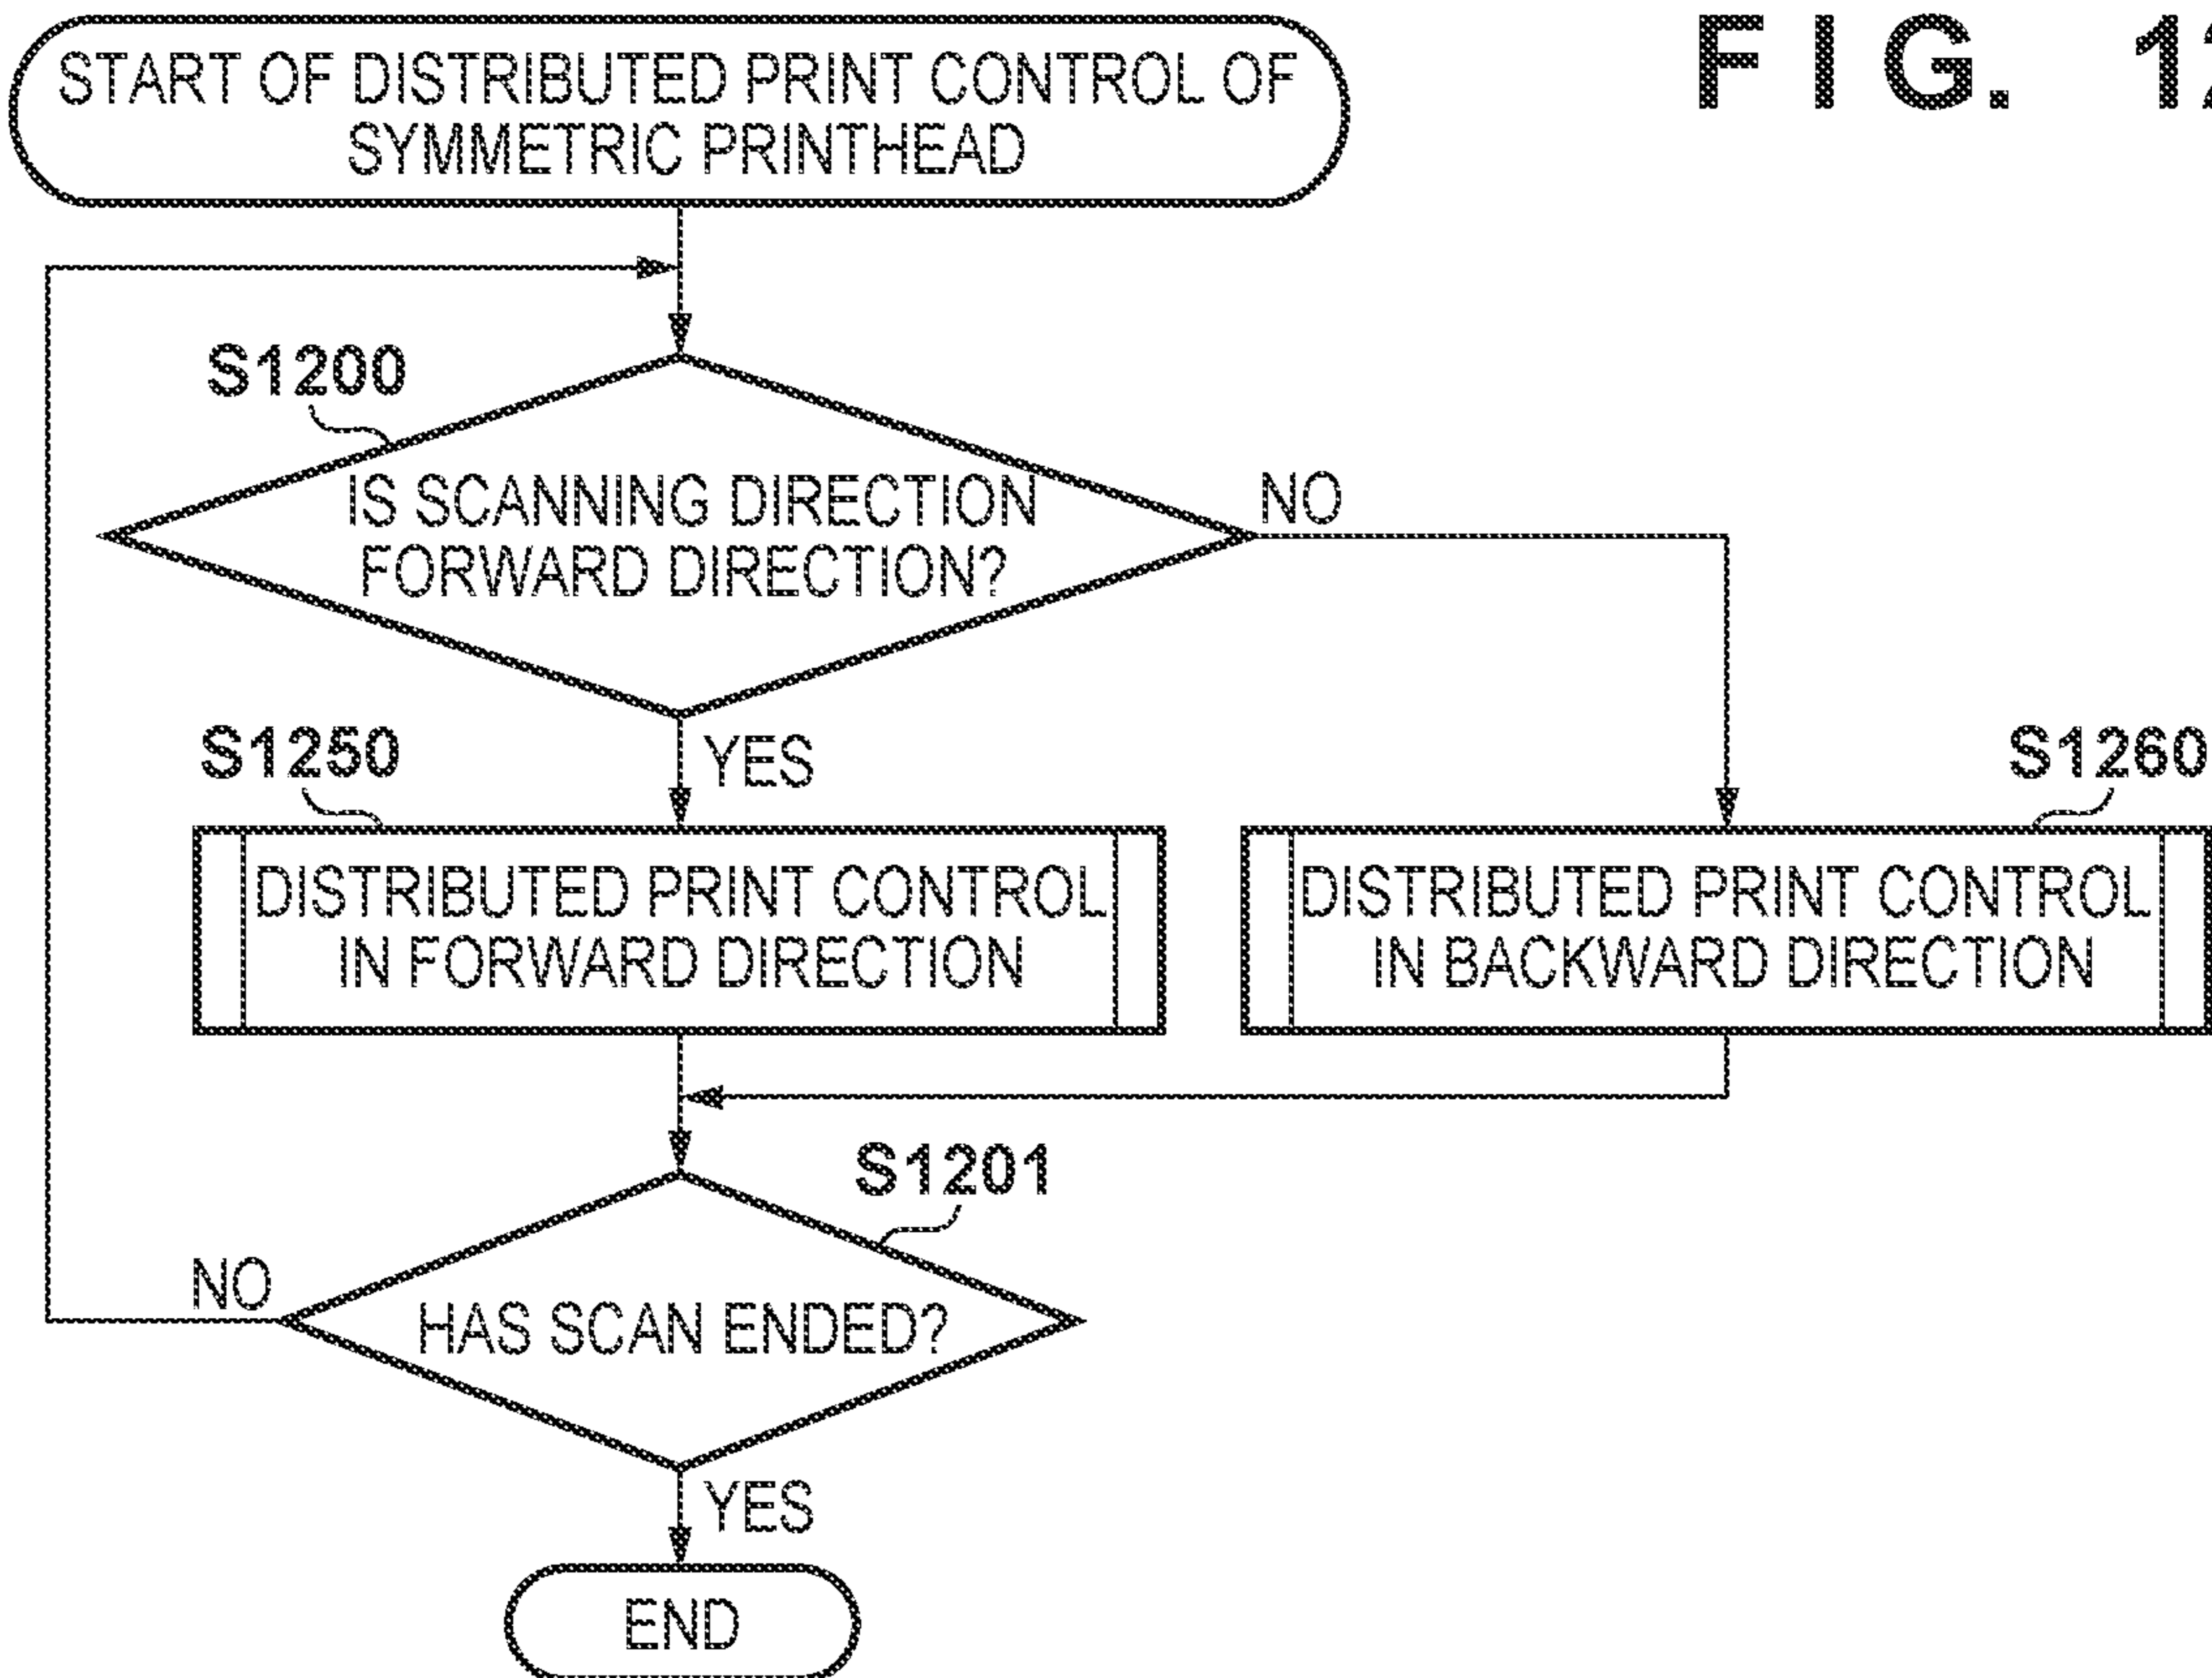 FIG. 12
START OF DISTRIBUTED PRINT CONTROL OF
SYMMETRIC PRINTHEAD
S1200
IS SCANNING DIRECTION
FORWARD DIRECTION?
NO
YES
S1250
S1260
DISTRIBUTED PRINT CONTROL
IN FORWARD DIRECTION
DISTRIBUTED PRINT CONTROL
IN BACKWARD DIRECTION
S1201
NO
HAS SCAN ENDED?
YES
END